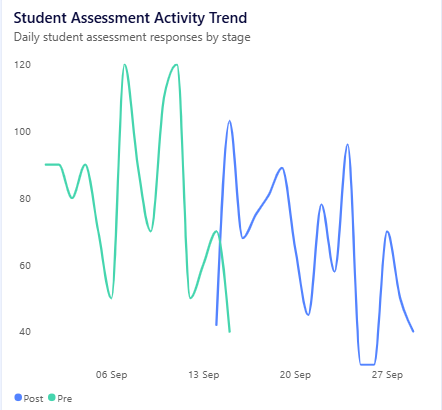 Student Assessment Activity Trend
Daily student assessment responses by stage
120
100
80
60
40
06 Sep 13 Sep 20 Sep 27 Sep
Post Pre